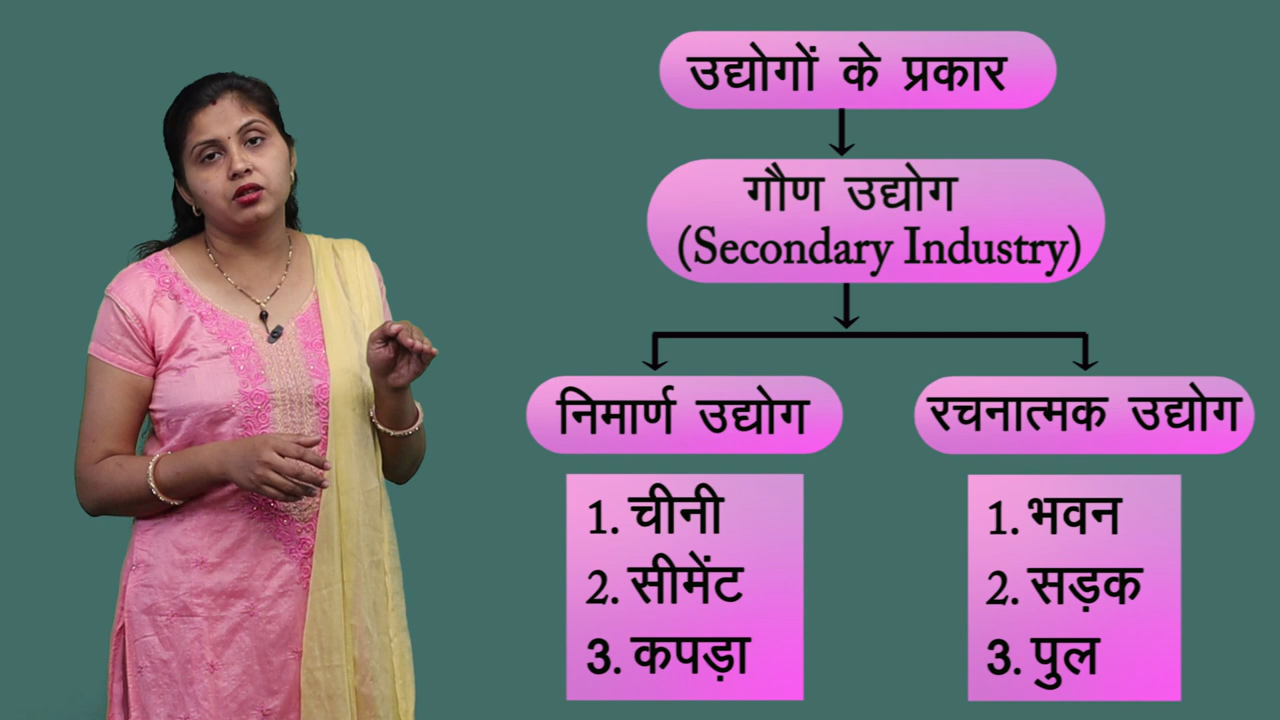 उद्योगों के प्रकार
गौण उद्योग
(Secondary Industry)
निमार्ण उद्योग
1. चीनी
2. सीमेंट
3. कपड़ा
रचनात्मक उद्योग
1. भवन
2. सड़क
3. पुल